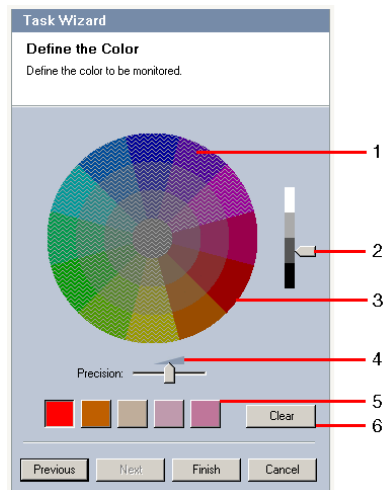 Task Wizard
Define the Color
Define the color to be monitored.
1
2
3
4
Precision:
5
Clear
6
Previous Next Finish Cancel